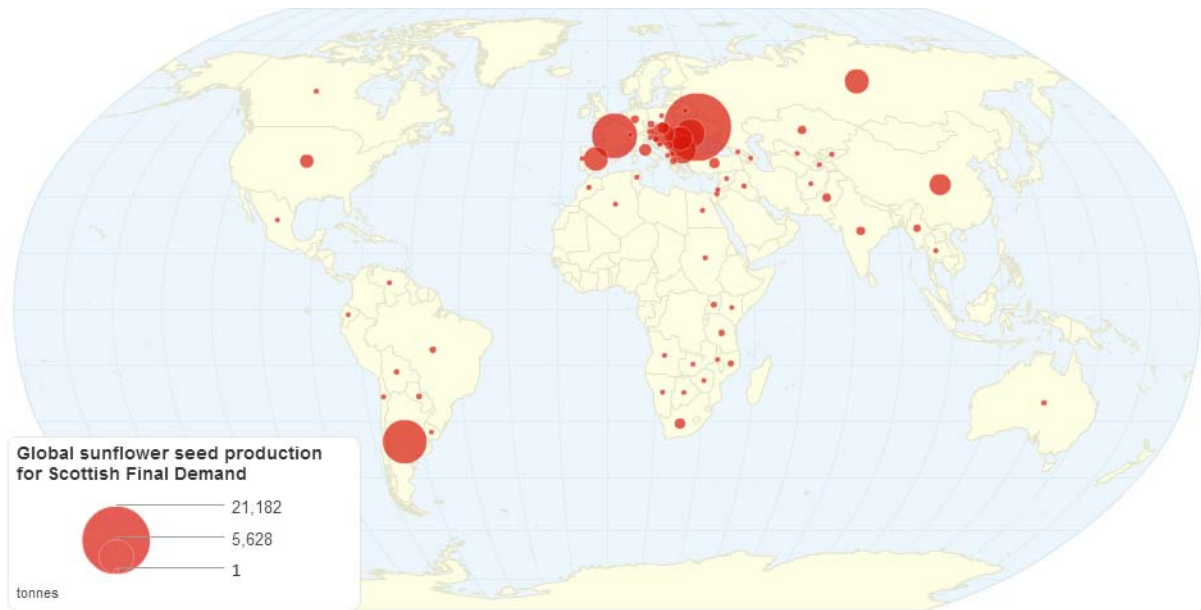 Global sunflower seed production
for Scottish Final Demand
21,182
5,628
1
tonnes